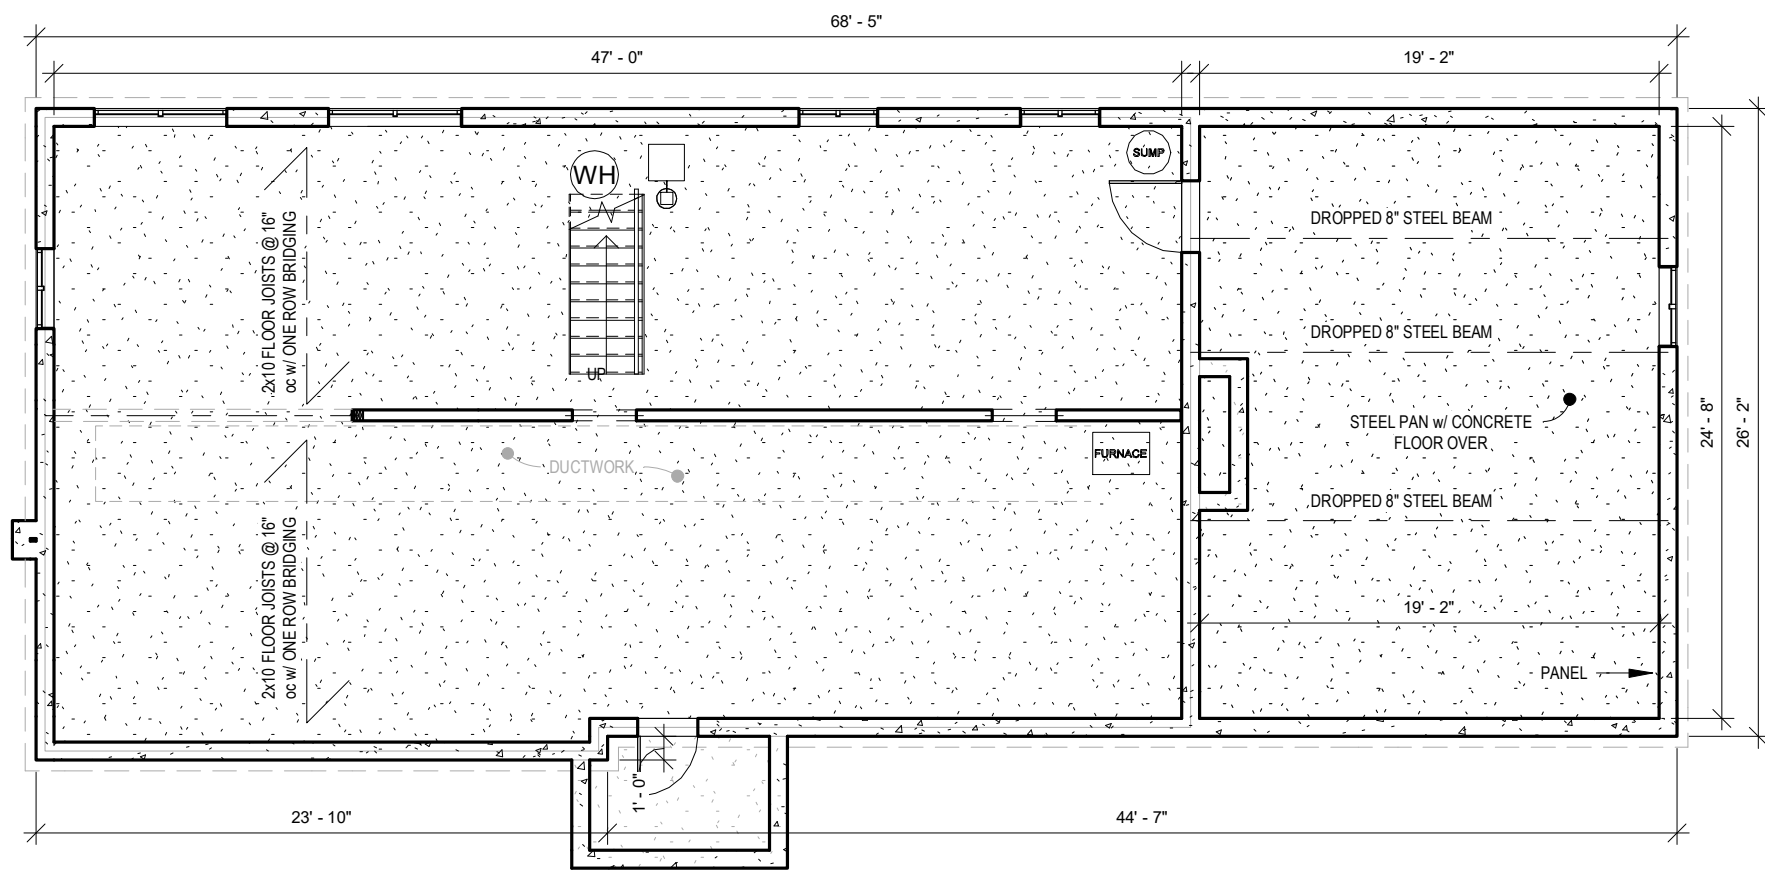 68' - 5"
47' - 0"
19' - 2"
SUMP
WH
DROPPED 8" STEEL BEAM
2x10 FLOOR JOISTS @ 16"
oc w/ ONE ROW BRIDGING
DROPPED 8" STEEL BEAM
UP
STEEL PAN w/ CONCRETE
FLOOR OVER
24' - 8"
26' - 2"
FURNACE
DUCTWORK
DROPPED 8" STEEL BEAM
2x10 FLOOR JOISTS @ 16"
oc w/ ONE ROW BRIDGING
19' - 2"
PANEL
1' - 0"
23' - 10"
44' - 7"